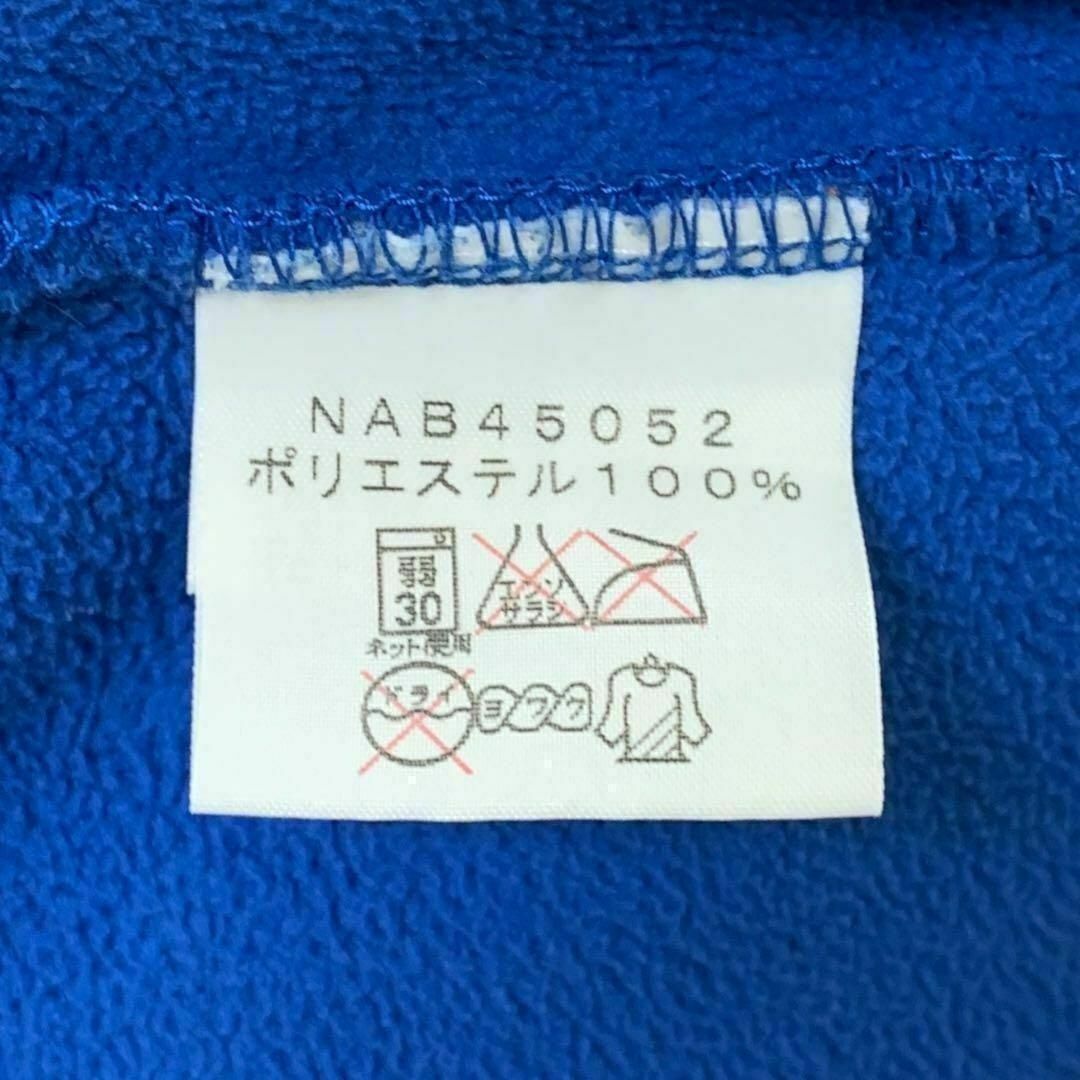 NAB45052
ポリエステル100%
弱
30
エンソ
サラシ
ネット使用
ドライ
ヨワク